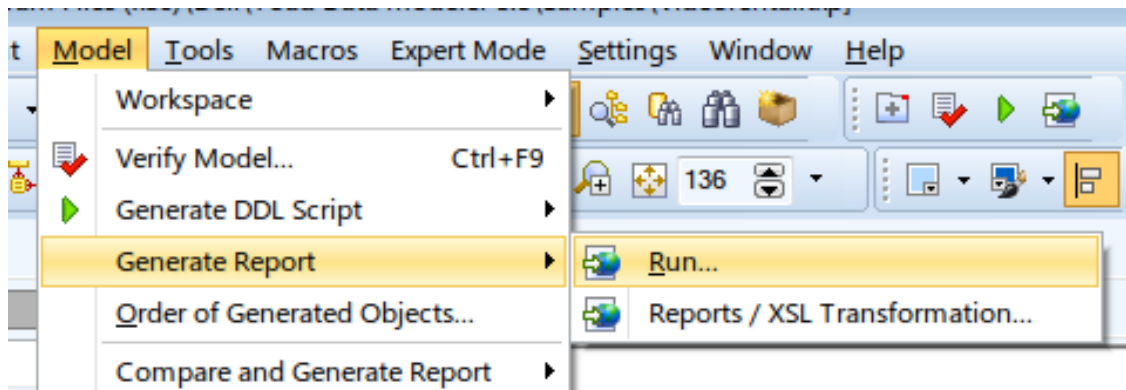 t Model Tools Macros Expert Mode Settings Window Help
Workspace
Verify Model... Ctrl+F9
136
Generate DDL Script
Generate Report
Run...
Order of Generated Objects...
Reports / XSL Transformation...
Compare and Generate Report